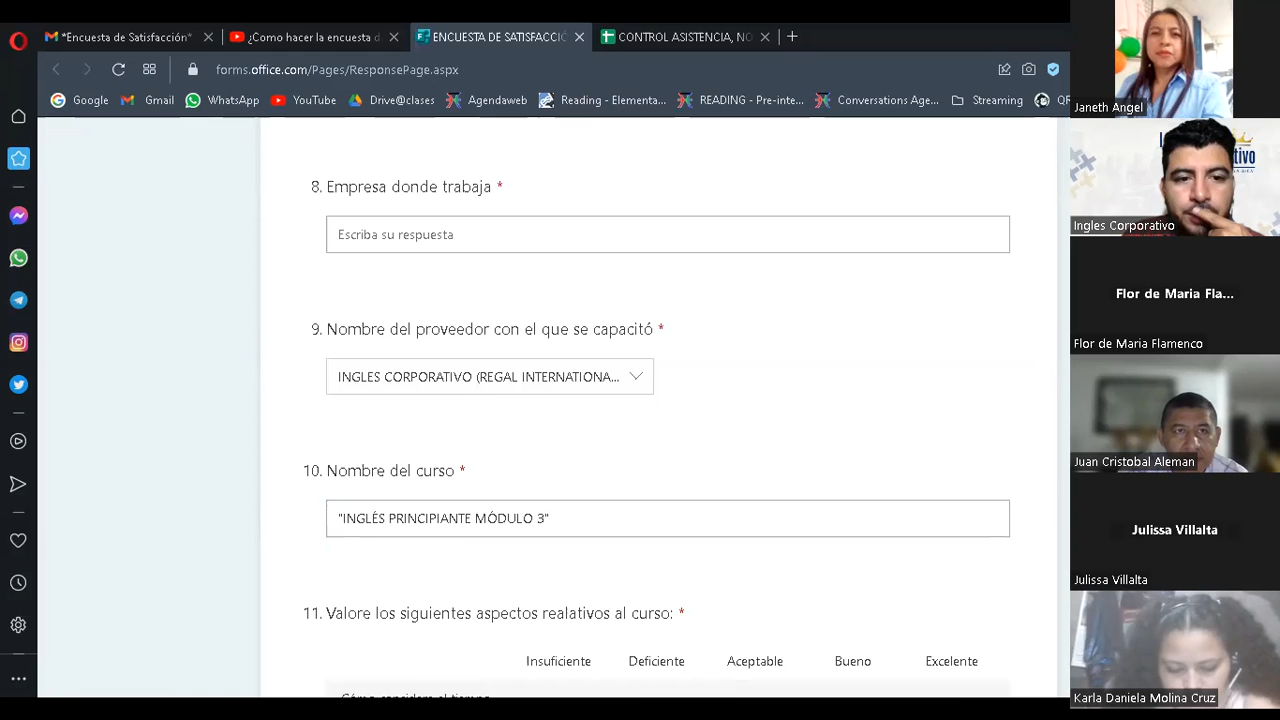 *Encuesta de Satisfacción*
¿Como hacer la encuesta d
ENCUESTA DE SATISFACCIÓ
CONTROL ASISTENCIA, NO
forms.office.com/Pages/ResponsePage.aspx
Google
Gmail
WhatsApp
YouTube
Drive@clases
Agendaweb
Reading - Elementa...
READING - Pre-inte...
Conversations Age...
Streaming
QR
8. Empresa donde trabaja *
Escriba su respuesta
9. Nombre del proveedor con el que se capacitó *
INGLES CORPORATIVO (REGAL INTERNATIONA...
10. Nombre del curso *
"INGLÉS PRINCIPIANTE MÓDULO 3"
11. Valore los siguientes aspectos realativos al curso: *
Insuficiente Deficiente Aceptable Bueno Excelente
Cómo considera el tiempo
Janeth Angel
Ingles Corporativo
Flor de Maria Fla...
Flor de Maria Flamenco
Juan Cristobal Aleman
Julissa Villalta
Julissa Villalta
Karla Daniela Molina Cruz